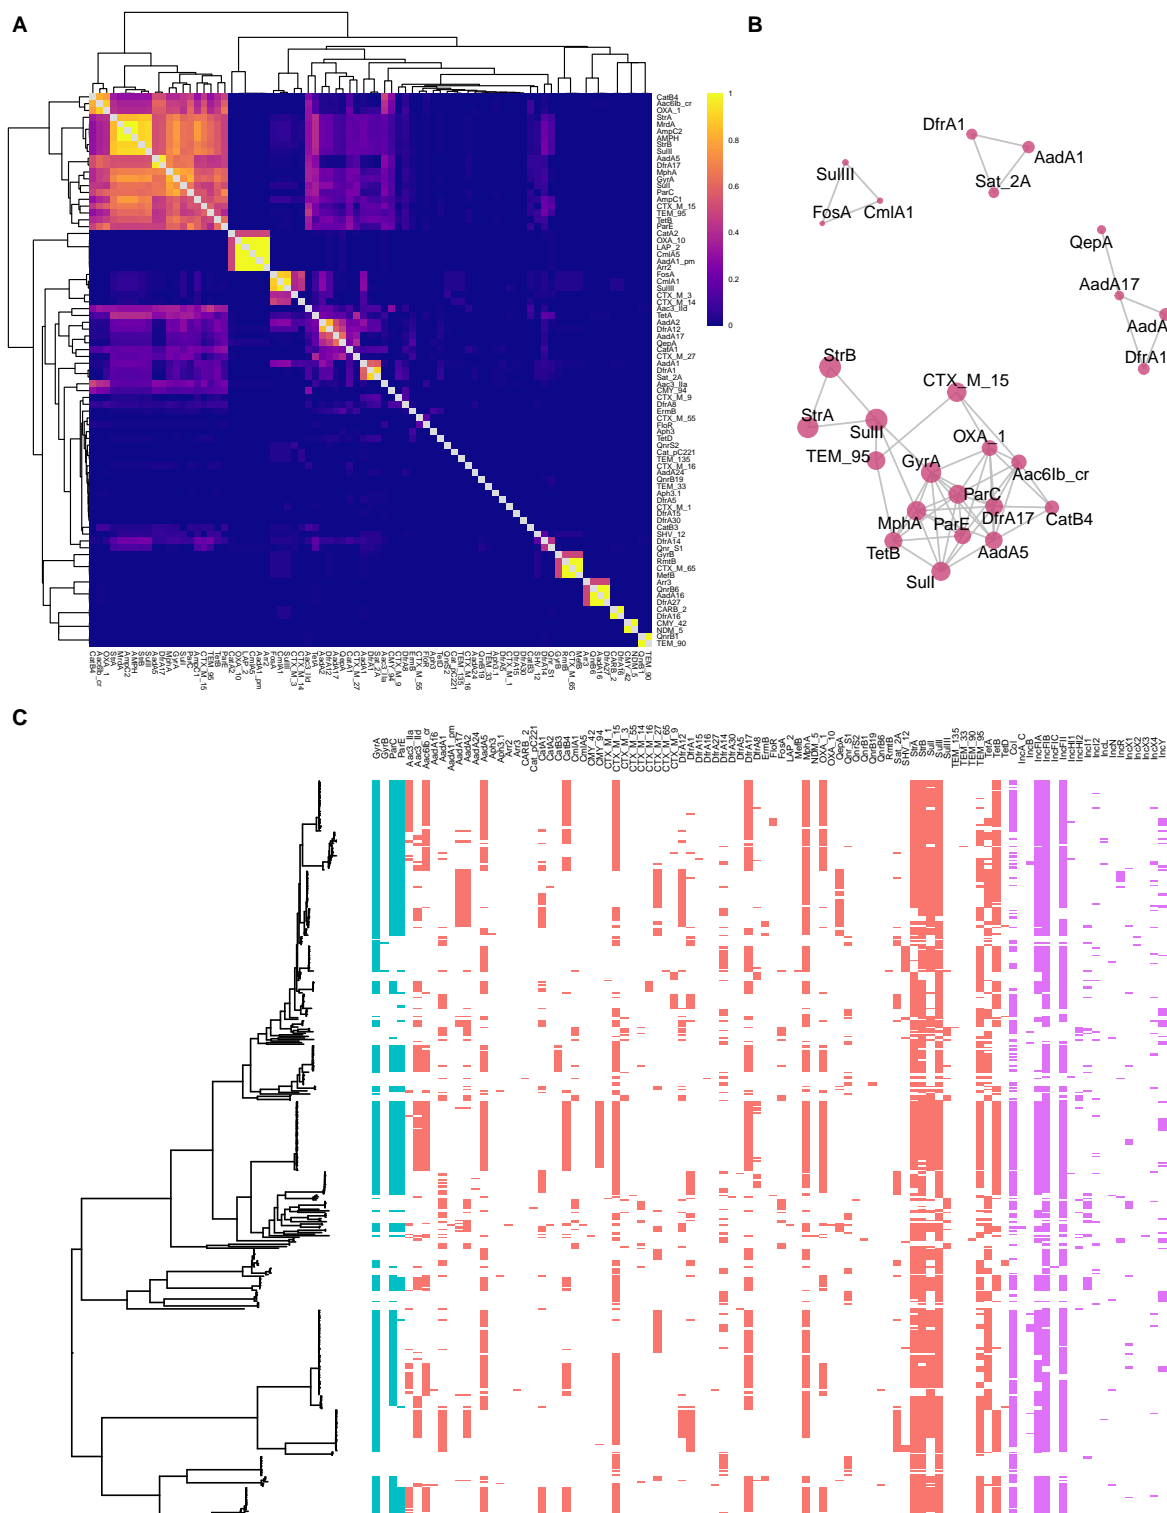 A
B
1
0.8
0.6
0.4
0.2
0
CatB4
Aac6Ib_cr
OXA_1
StrA
MrdA
AmpC2
AMPH
StrB
SulII
AadA5
DfrA17
MphA
GyrA
SulI
ParC
AmpC1
CTX_M_15
TEM_95
TetB
ParE
CatA2
OXA_10
LAP_2
CmlA5
AadA1_pm
Arr2
FosA
CmlA1
SulIII
CTX_M_3
CTX_M_14
Aac3_IId
TetA
AadA2
DfrA12
AadA17
QepA
CatA1
CTX_M_27
AadA1
DfrA1
Sat_2A
Aac3_IIa
CMY_94
CTX_M_9
DfrA8
ErmB
CTX_M_55
FloR
Aph3
TetD
QnrS2
Cat_pC221
TEM_135
CTX_M_16
AadA24
QnrB19
TEM_33
Aph3.1
DfrA5
CTX_M_1
DfrA15
DfrA30
CatB3
SHV_12
DfrA14
Qnr_S1
GyrB
RmtB
CTX_M_65
MefB
Arr3
QnrB6
AadA16
DfrA27
CARB_2
DfrA16
CMY_42
NDM_5
QnrB1
TEM_90
DfrA1
AadA1
Sat_2A
SulIII
FosA
CmlA1
QepA
AadA17
AadA
DfrA1
StrB
StrA
SulII
TEM_95
CTX_M_15
OXA_1
GyrA
Aac6Ib_cr
ParC
MphA
ParE
DfrA17
CatB4
TetB
AadA5
SulI
C
GyrA
GyrB
ParC
ParE
Aac3_IIa
Aac3_IId
Aac6Ib_cr
AadA16
AadA1
AadA1_pm
AadA17
AadA2
AadA24
AadA5
Aph3
Aph3.1
Arr2
Arr3
CARB_2
Cat_pC221
CatA1
CatA2
CatB3
CatB4
CmlA1
CmlA5
CMY_42
CMY_94
CTX_M_1
CTX_M_15
CTX_M_3
CTX_M_55
CTX_M_14
CTX_M_16
CTX_M_27
CTX_M_65
CTX_M_9
DfrA12
DfrA1
DfrA15
DfrA16
DfrA27
DfrA14
DfrA30
DfrA5
DfrA17
DfrA8
ErmB
FloR
FosA
LAP_2
MefB
MphA
NDM_5
OXA_1
OXA_10
QepA
Qnr_S1
QnrS2
QnrB1
QnrB19
QnrB6
RmtB
Sat_2A
SHV_12
StrA
StrB
SulI
SulII
SulIII
TEM_135
TEM_33
TEM_90
TEM_95
TetA
TetB
TetD
Col
IncA_C
IncB
IncFIA
IncFIB
IncFIC
IncFII
IncHI1
IncHI2
IncI1
IncI2
IncL
IncN
IncR
IncX1
IncX2
IncX3
IncX4
IncY